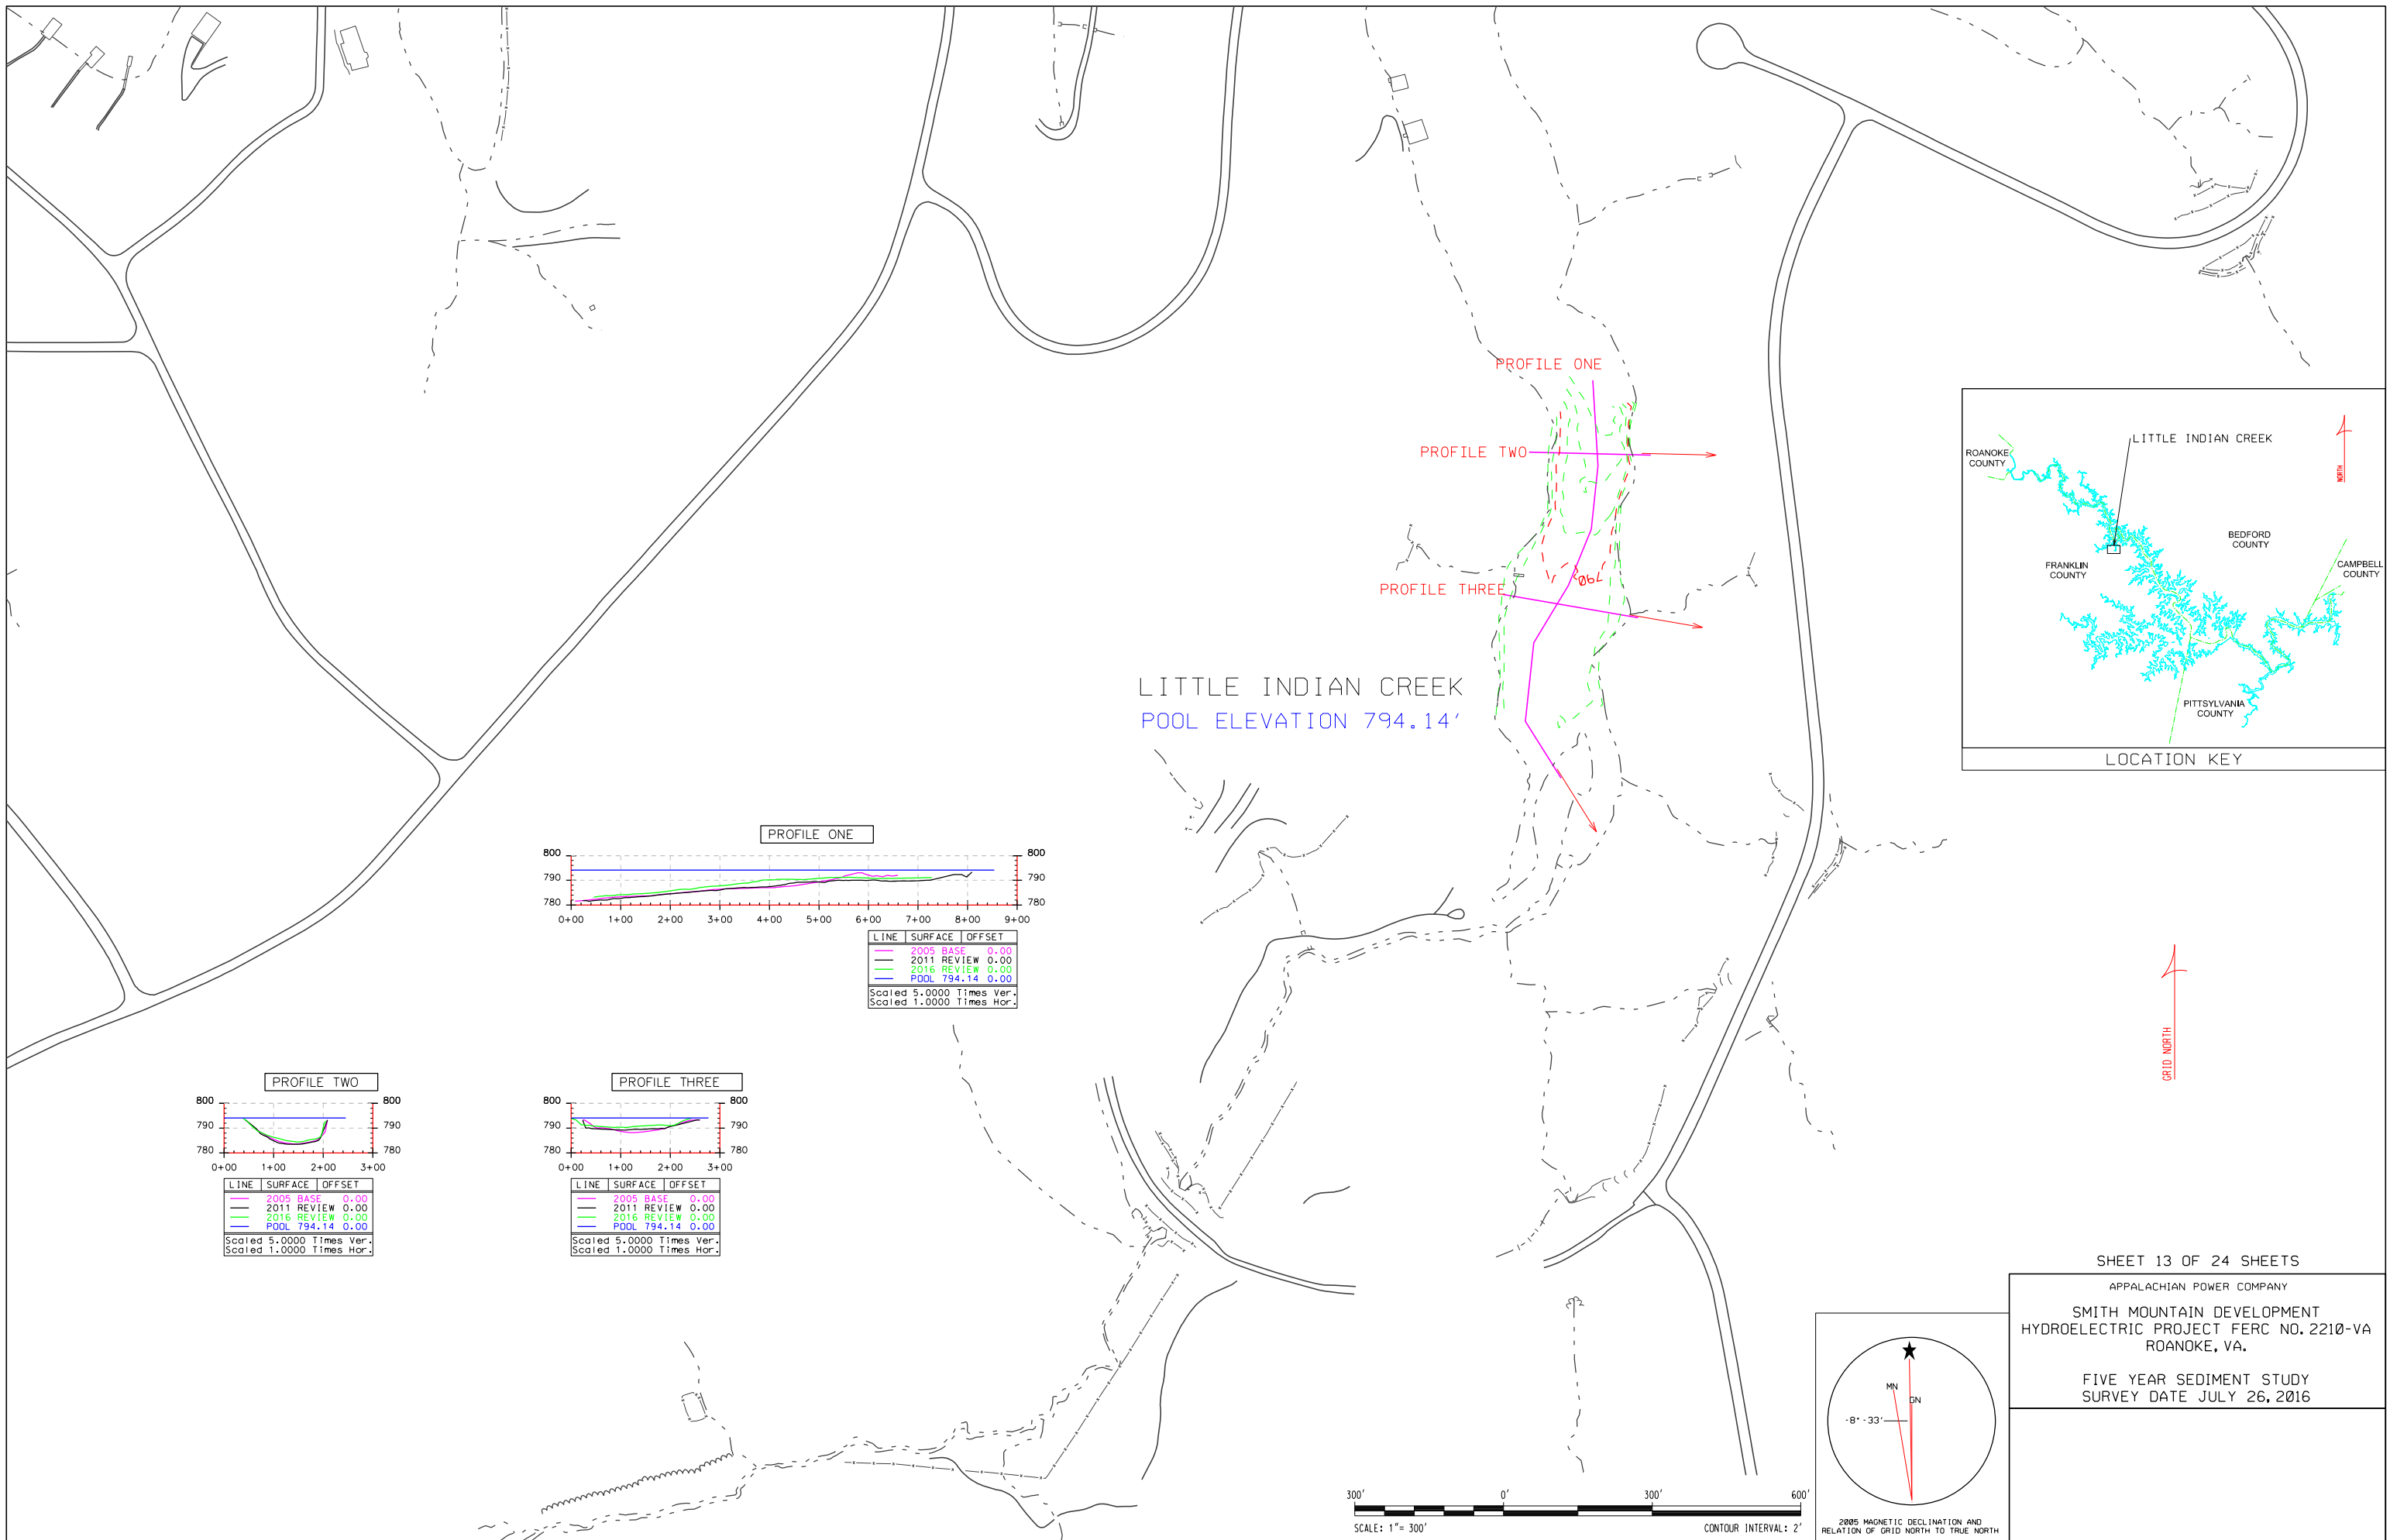 PROFILE ONE
PROFILE TWO
PROFILE THREE
790
LITTLE INDIAN CREEK
POOL ELEVATION 794.14'
LITTLE INDIAN CREEK
ROANOKE
COUNTY
NORTH
BEDFORD
COUNTY
FRANKLIN
COUNTY
CAMPBELL
COUNTY
PITTSYLVANIA
COUNTY
LOCATION KEY
PROFILE ONE
800 800
790 790
780 780
0+00 1+00 2+00 3+00 4+00 5+00 6+00 7+00 8+00 9+00
LINE SURFACE OFFSET
2005 BASE 0.00
2011 REVIEW 0.00
2016 REVIEW 0.00
POOL 794.14 0.00
Scaled 5.0000 Times Ver.
Scaled 1.0000 Times Hor.
PROFILE TWO
800 800
790 790
780 780
0+00 1+00 2+00 3+00
LINE SURFACE OFFSET
2005 BASE 0.00
2011 REVIEW 0.00
2016 REVIEW 0.00
POOL 794.14 0.00
Scaled 5.0000 Times Ver.
Scaled 1.0000 Times Hor.
PROFILE THREE
800 800
790 790
780 780
0+00 1+00 2+00 3+00
LINE SURFACE OFFSET
2005 BASE 0.00
2011 REVIEW 0.00
2016 REVIEW 0.00
POOL 794.14 0.00
Scaled 5.0000 Times Ver.
Scaled 1.0000 Times Hor.
GRID NORTH
SHEET 13 OF 24 SHEETS
APPALACHIAN POWER COMPANY
SMITH MOUNTAIN DEVELOPMENT
HYDROELECTRIC PROJECT FERC NO. 2210-VA
ROANOKE, VA.
FIVE YEAR SEDIMENT STUDY
SURVEY DATE JULY 26, 2016
MN
GN
-8°-33'
2005 MAGNETIC DECLINATION AND
RELATION OF GRID NORTH TO TRUE NORTH
300' 0' 300' 600'
SCALE: 1"= 300' CONTOUR INTERVAL: 2'